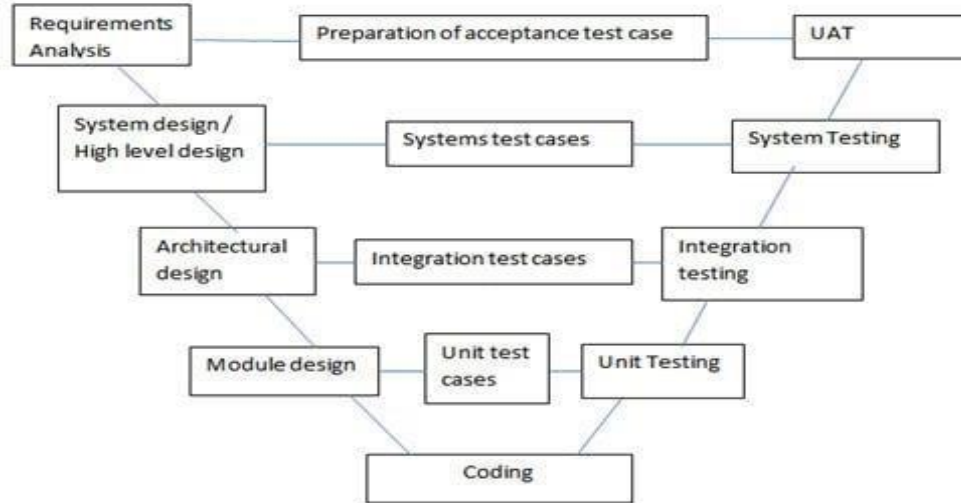 Requirements
Analysis
Preparation of acceptance test case
UAT
System design /
High level design
Systems test cases
System Testing
Architectural
design
Integration test cases
Integration
testing
Module design
Unit test
cases
Unit Testing
Coding